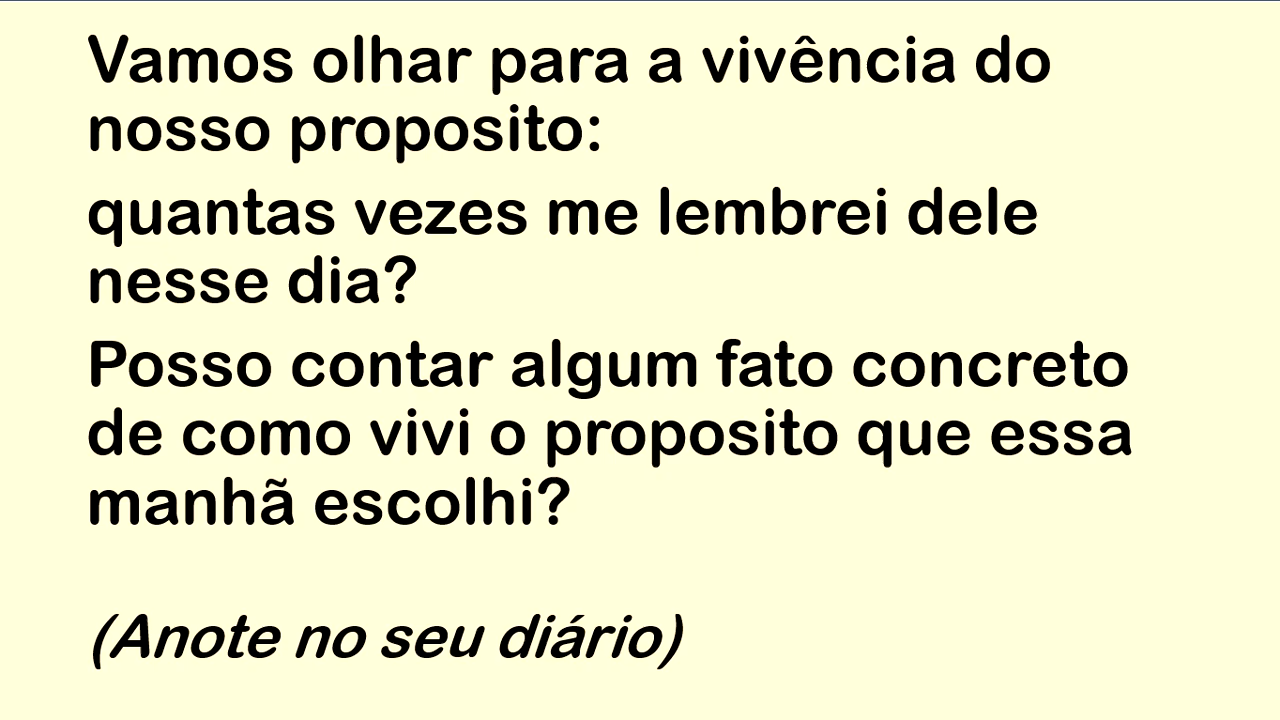 Vamos olhar para a vivência do
nosso proposito:
quantas vezes me lembrei dele
nesse dia?
Posso contar algum fato concreto
de como vivi o proposito que essa
manhã escolhi?
(Anote no seu diário)